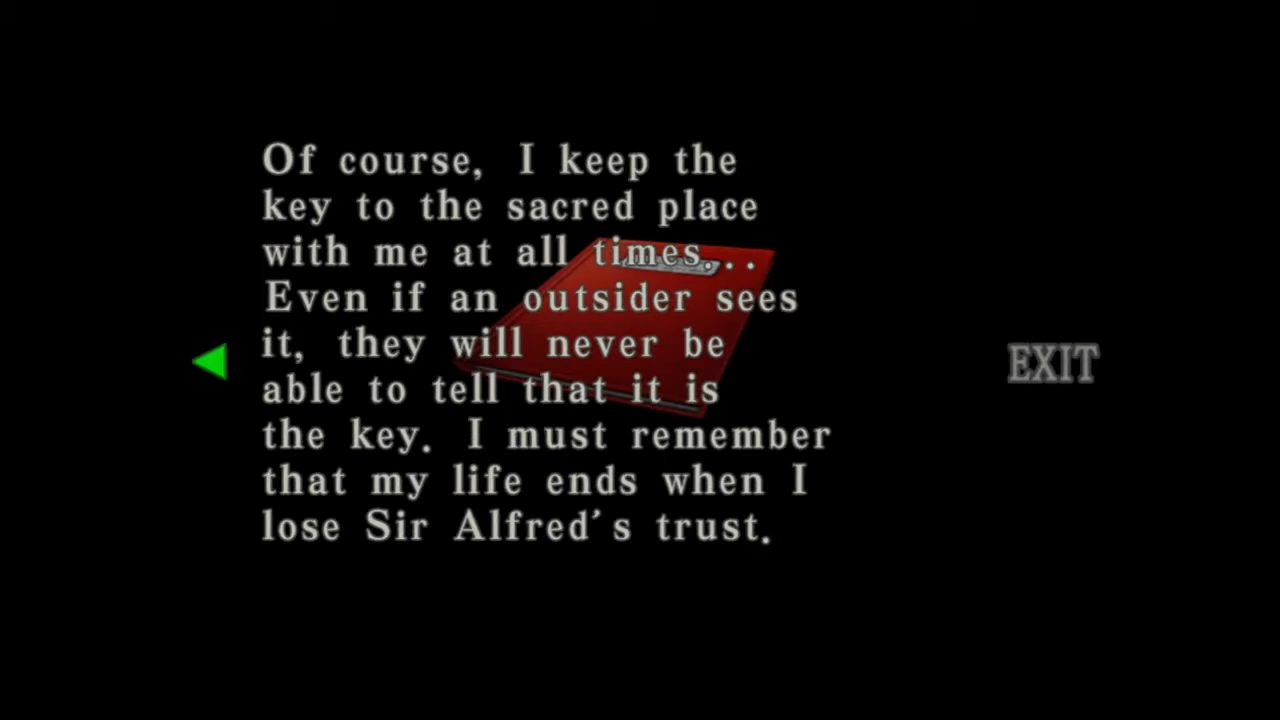 Of course, I keep the
key to the sacred place
with me at all times...
Even if an outsider sees
it, they will never be
able to tell that it is
the key. I must remember
that my life ends when I
lose Sir Alfred's trust.
EXIT